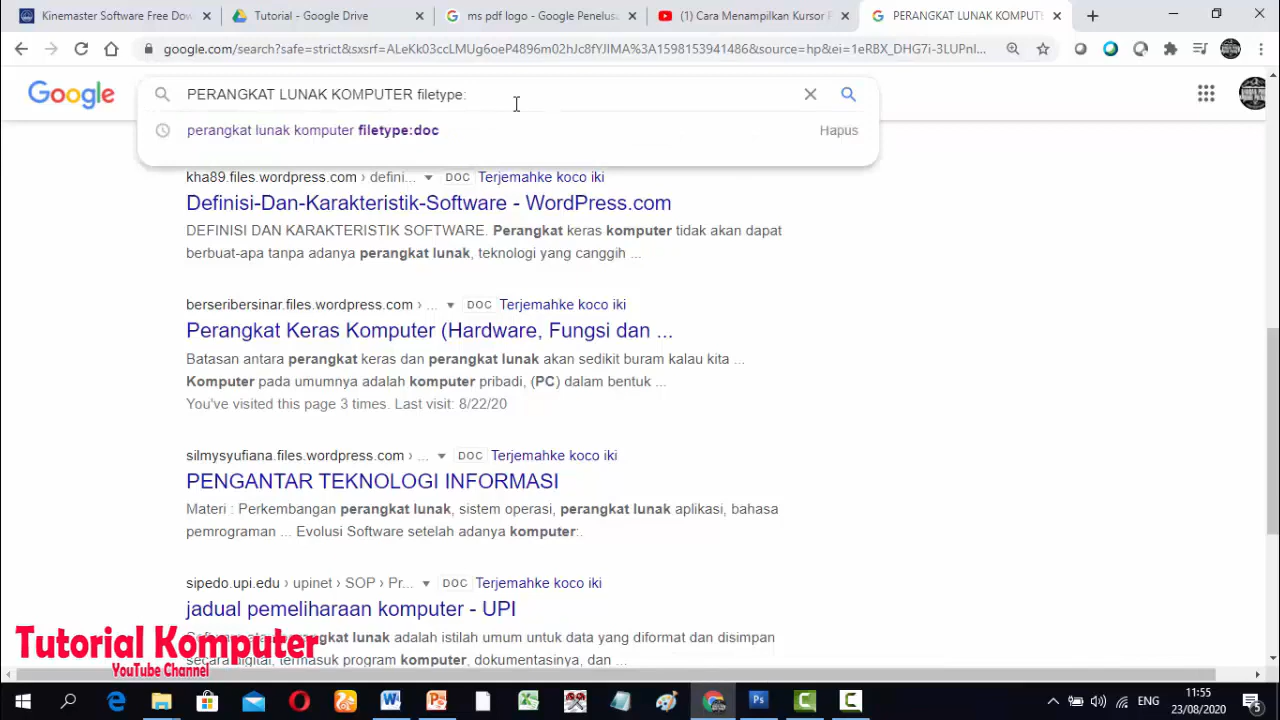 Kinemaster Software Free Dow
Tutorial - Google Drive
ms pdf logo - Google Penelusa
(1) Cara Menampilkan Kursor P
PERANGKAT LUNAK KOMPUT
google.com/search?safe=strict&sxsrf=ALeKk03ccLMUg6oeP4896m02hJc8fYJIMA%3A1598153941486&source=hp&ei=1eRBX_DHG7i-3LUPnl...
Google
PERANGKAT LUNAK KOMPUTER filetype:
perangkat lunak komputer filetype:doc Hapus
kha89.files.wordpress.com › defini... DOC Terjemahke koco iki
Definisi-Dan-Karakteristik-Software - WordPress.com
DEFINISI DAN KARAKTERISTIK SOFTWARE. Perangkat keras komputer tidak akan dapat
berbuat-apa tanpa adanya perangkat lunak, teknologi yang canggih ...
berseribersinar.files.wordpress.com › ... DOC Terjemahke koco iki
Perangkat Keras Komputer (Hardware, Fungsi dan ...
Batasan antara perangkat keras dan perangkat lunak akan sedikit buram kalau kita ...
Komputer pada umumnya adalah komputer pribadi, (PC) dalam bentuk ...
You've visited this page 3 times. Last visit: 8/22/20
silmysyufiana.files.wordpress.com › ... DOC Terjemahke koco iki
PENGANTAR TEKNOLOGI INFORMASI
Materi : Perkembangan perangkat lunak, sistem operasi, perangkat lunak aplikasi, bahasa
pemrograman ... Evolusi Software setelah adanya komputer:.
sipedo.upi.edu › upinet › SOP › Pr... DOC Terjemahke koco iki
jadual pemeliharaan komputer - UPI
perangkat lunak adalah istilah umum untuk data yang diformat dan disimpan
secara digital, termasuk program komputer, dokumentasinya, dan ...
Tutorial Komputer
YouTube Channel
ENG
11:55
23/08/2020
5